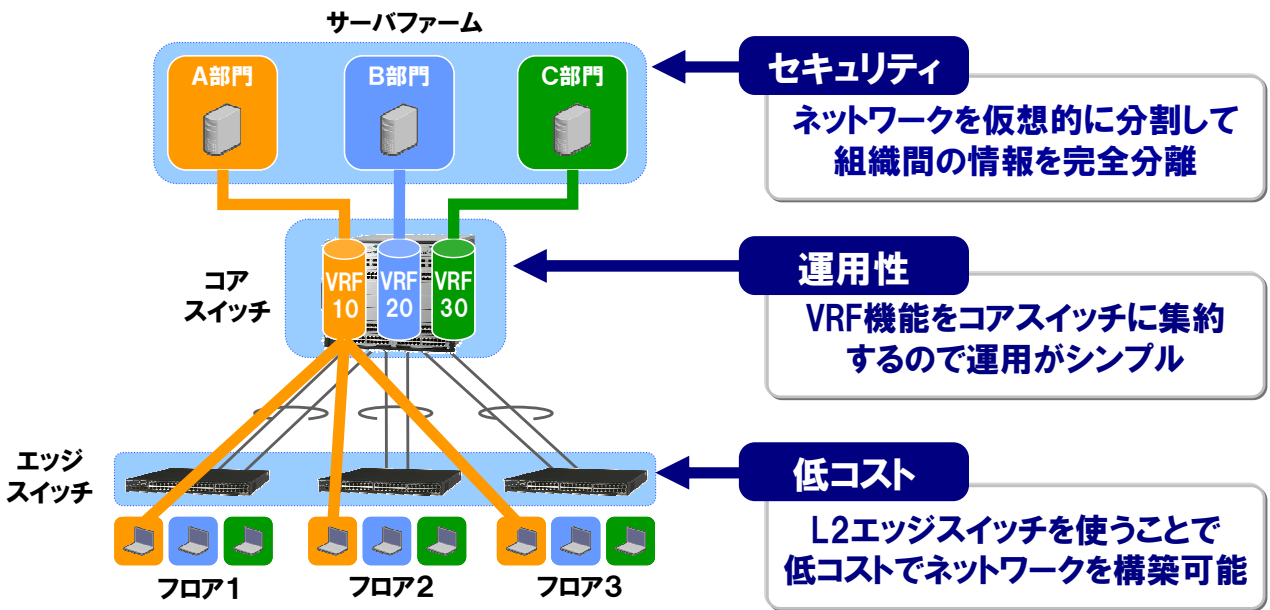 サーバファーム
A部門
B部門
C部門
セキュリティ
ネットワークを仮想的に分割して
組織間の情報を完全分離
コア
スイッチ
VRF
10
VRF
20
VRF
30
運用性
VRF機能をコアスイッチに集約
するので運用がシンプル
エッジ
スイッチ
低コスト
L2エッジスイッチを使うことで
低コストでネットワークを構築可能
フロア1
フロア2
フロア3